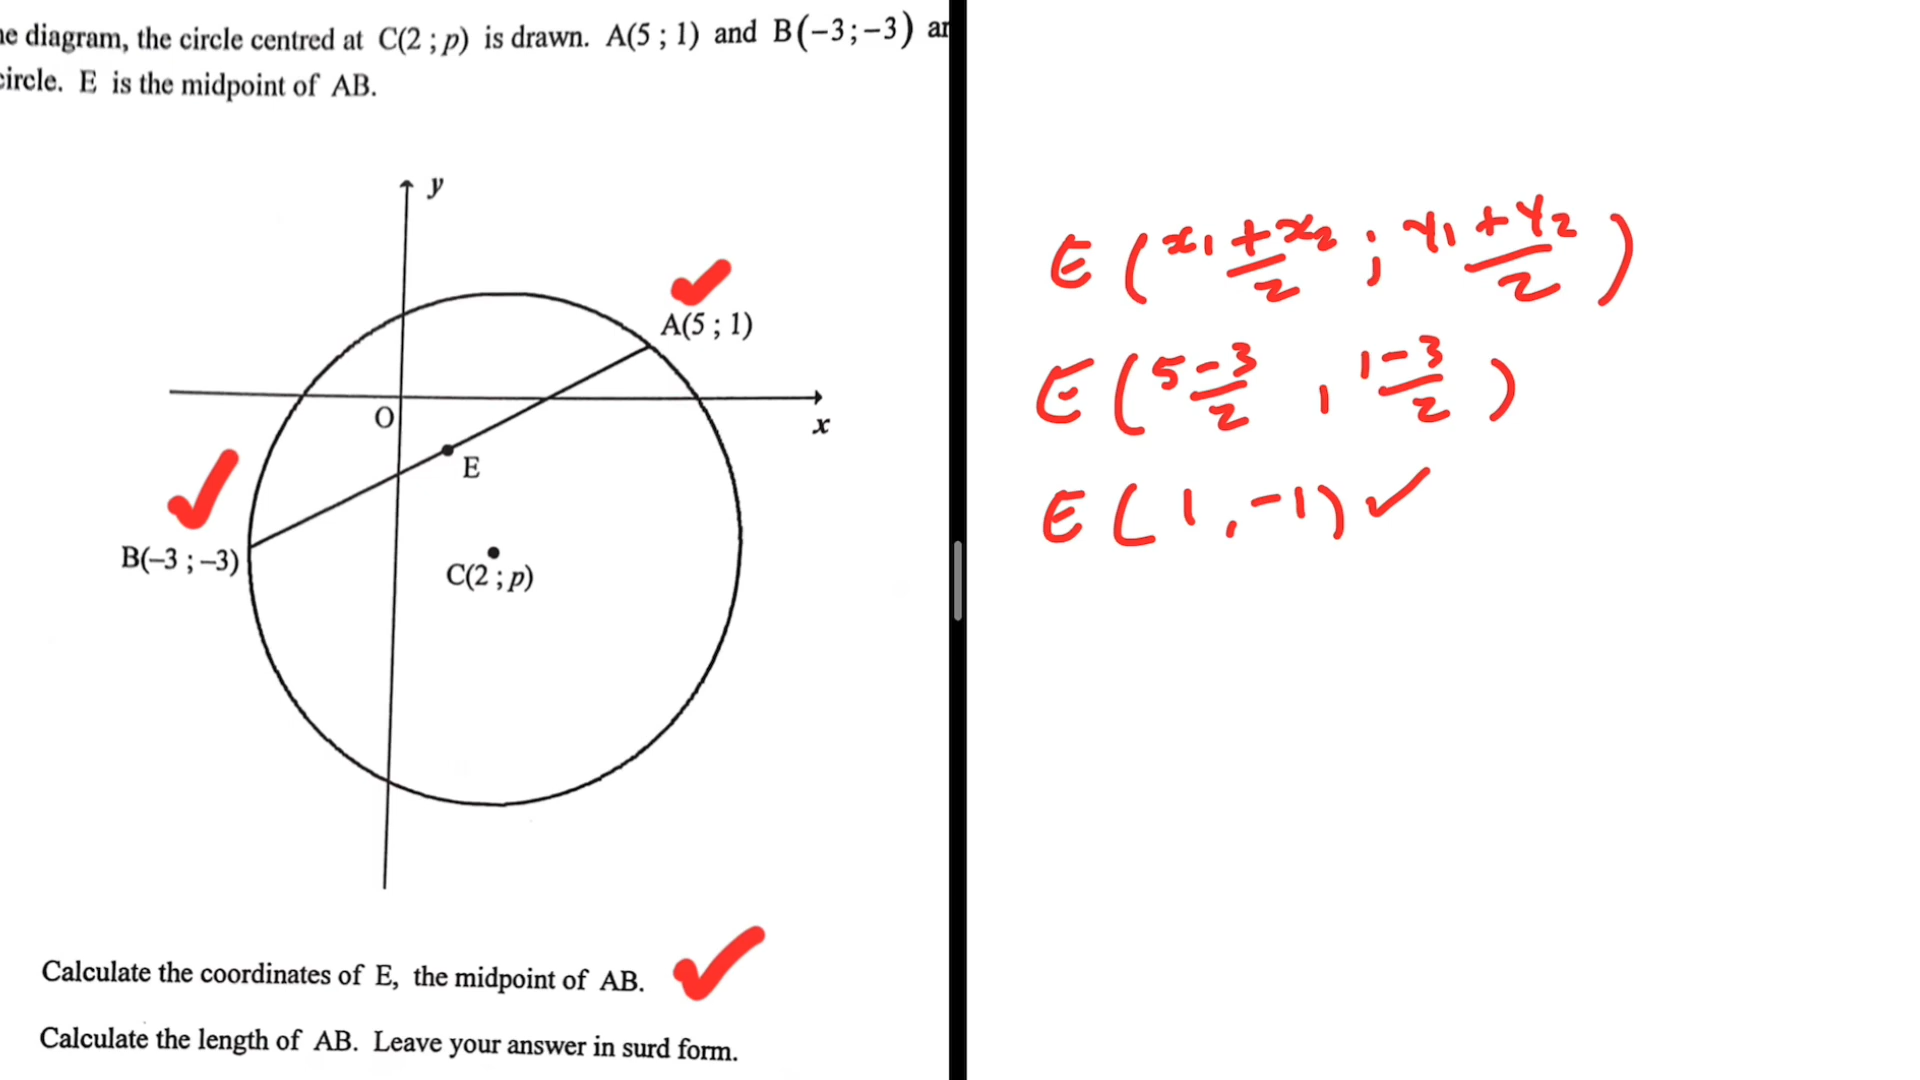 he diagram, the circle centred at C(2 ; p) is drawn. A(5 ; 1) and B(−3 ; −3) ar
circle. E is the midpoint of AB.
y
A(5 ; 1)
O
x
E
B(−3 ; −3)
C(2 ; p)
Calculate the coordinates of E, the midpoint of AB.
Calculate the length of AB. Leave your answer in surd form.
E ( x₁ + x₂ / 2 ; y₁ + y₂ / 2 )
E ( 5 − 3 / 2 , 1 − 3 / 2 )
E ( 1 , −1 ) ✓